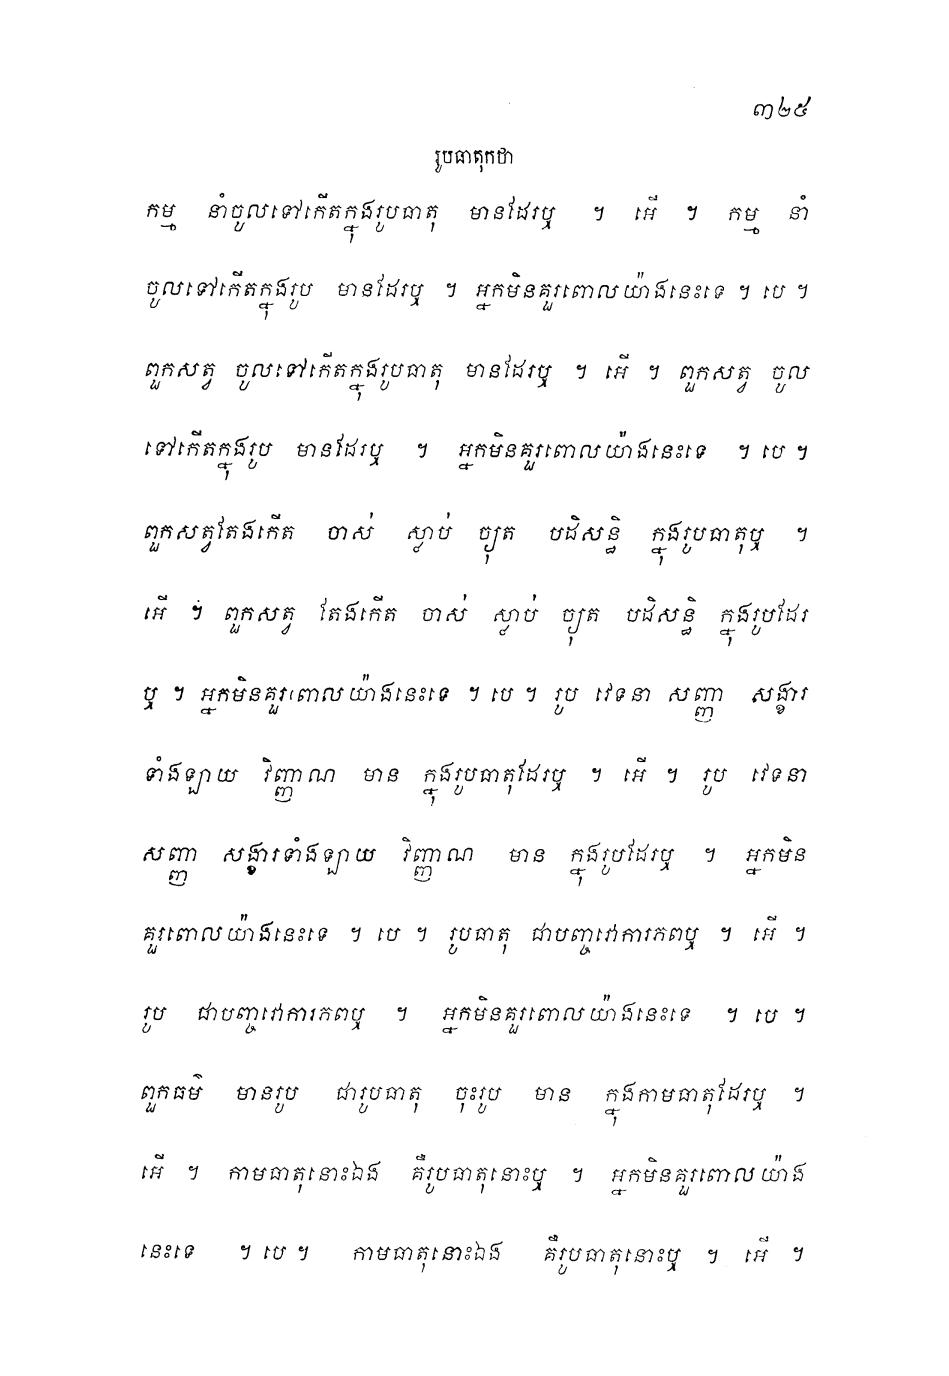 ៣២៥
រូបធាតុកថា
កម្ម នាំចូលទៅកើតក្នុងរូបធាតុ មានដែរឬ ។ អើ ។ កម្ម នាំ
ចូលទៅកើតក្នុងរូប មានដែរឬ ។ អ្នកមិនគួរពោលយ៉ាងនេះទេ ។ បេ ។
ពួកសត្វ ចូលទៅកើតក្នុងរូបធាតុ មានដែរឬ ។ អើ ។ ពួកសត្វ ចូល
ទៅកើតក្នុងរូប មានដែរឬ ។ អ្នកមិនគួរពោលយ៉ាងនេះទេ ។ បេ ។
ពួកសត្វតែងកើត ចាស់ ស្លាប់ ច្យុត បដិសន្ធិ ក្នុងរូបធាតុឬ ។
អើ ។ ពួកសត្វ តែងកើត ចាស់ ស្លាប់ ច្យុត បដិសន្ធិ ក្នុងរូបដែរ
ឬ ។ អ្នកមិនគួរពោលយ៉ាងនេះទេ ។ បេ ។ រូប វេទនា សញ្ញា សង្ខារ
ទាំងឡាយ វិញ្ញាណ មាន ក្នុងរូបធាតុដែរឬ ។ អើ ។ រូប វេទនា
សញ្ញា សង្ខារទាំងឡាយ វិញ្ញាណ មាន ក្នុងរូបដែរឬ ។ អ្នកមិន
គួរពោលយ៉ាងនេះទេ ។ បេ ។ រូបធាតុ ជាបញ្ចវោការភពឬ ។ អើ ។
រូប ជាបញ្ចវោការភពឬ ។ អ្នកមិនគួរពោលយ៉ាងនេះទេ ។ បេ ។
ពួកធម៌ មានរូប ជារូបធាតុ ចុះរូប មាន ក្នុងកាមធាតុដែរឬ ។
អើ ។ កាមធាតុនោះឯង គឺរូបធាតុនោះឬ ។ អ្នកមិនគួរពោលយ៉ាង
នេះទេ ។ បេ ។ កាមធាតុនោះឯង គឺរូបធាតុនោះឬ ។ អើ ។